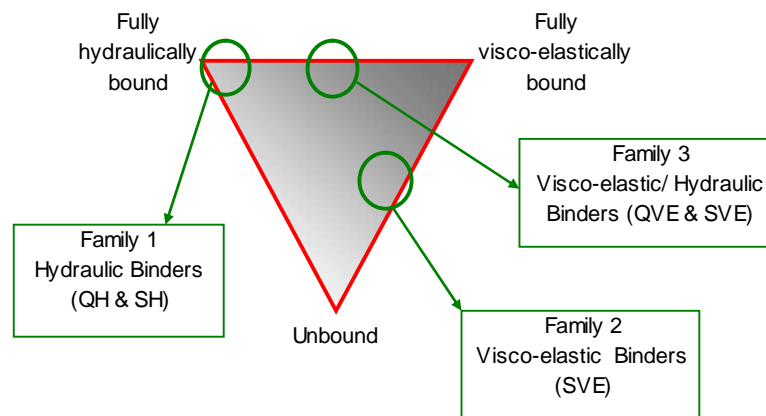 Fully
hydraulically
bound
Fully
visco-elastically
bound
Family 3
Visco-elastic/ Hydraulic
Binders (QVE & SVE)
Family 1
Hydraulic Binders
(QH & SH)
Unbound
Family 2
Visco-elastic Binders
(SVE)